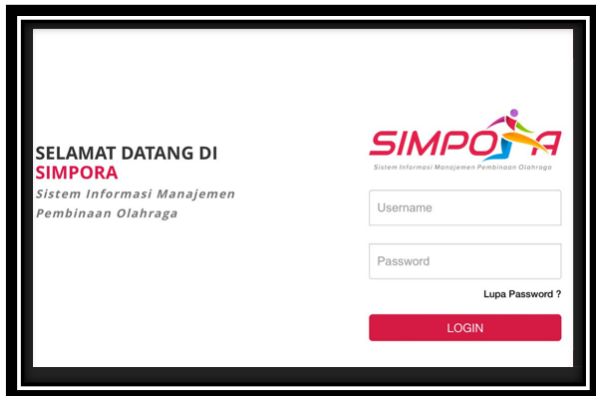 SELAMAT DATANG DI
SIMPORA
Sistem Informasi Manajemen
Pembinaan Olahraga
SIMPORA
Sistem Informasi Manajemen Pembinaan Olahraga
Username
Password
Lupa Password ?
LOGIN